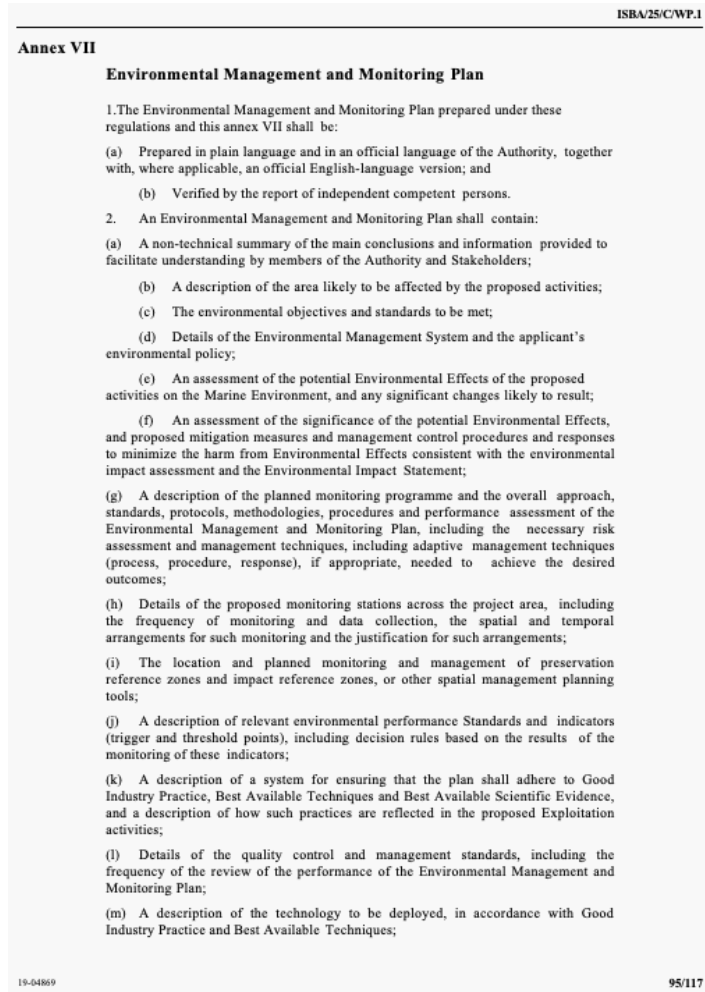 ISBA/25/C/WP.1
Annex VII
Environmental Management and Monitoring Plan
1.The Environmental Management and Monitoring Plan prepared under these
regulations and this annex VII shall be:
(a) Prepared in plain language and in an official language of the Authority, together
with, where applicable, an official English-language version; and
(b) Verified by the report of independent competent persons.
2. An Environmental Management and Monitoring Plan shall contain:
(a) A non-technical summary of the main conclusions and information provided to
facilitate understanding by members of the Authority and Stakeholders;
(b) A description of the area likely to be affected by the proposed activities;
(c) The environmental objectives and standards to be met;
(d) Details of the Environmental Management System and the applicant's
environmental policy;
(e) An assessment of the potential Environmental Effects of the proposed
activities on the Marine Environment, and any significant changes likely to result;
(f) An assessment of the significance of the potential Environmental Effects,
and proposed mitigation measures and management control procedures and responses
to minimize the harm from Environmental Effects consistent with the environmental
impact assessment and the Environmental Impact Statement;
(g) A description of the planned monitoring programme and the overall approach,
standards, protocols, methodologies, procedures and performance assessment of the
Environmental Management and Monitoring Plan, including the necessary risk
assessment and management techniques, including adaptive management techniques
(process, procedure, response), if appropriate, needed to achieve the desired
outcomes;
(h) Details of the proposed monitoring stations across the project area, including
the frequency of monitoring and data collection, the spatial and temporal
arrangements for such monitoring and the justification for such arrangements;
(i) The location and planned monitoring and management of preservation
reference zones and impact reference zones, or other spatial management planning
tools;
(j) A description of relevant environmental performance Standards and indicators
(trigger and threshold points), including decision rules based on the results of the
monitoring of these indicators;
(k) A description of a system for ensuring that the plan shall adhere to Good
Industry Practice, Best Available Techniques and Best Available Scientific Evidence,
and a description of how such practices are reflected in the proposed Exploitation
activities;
(l) Details of the quality control and management standards, including the
frequency of the review of the performance of the Environmental Management and
Monitoring Plan;
(m) A description of the technology to be deployed, in accordance with Good
Industry Practice and Best Available Techniques;
19-04869
95/117